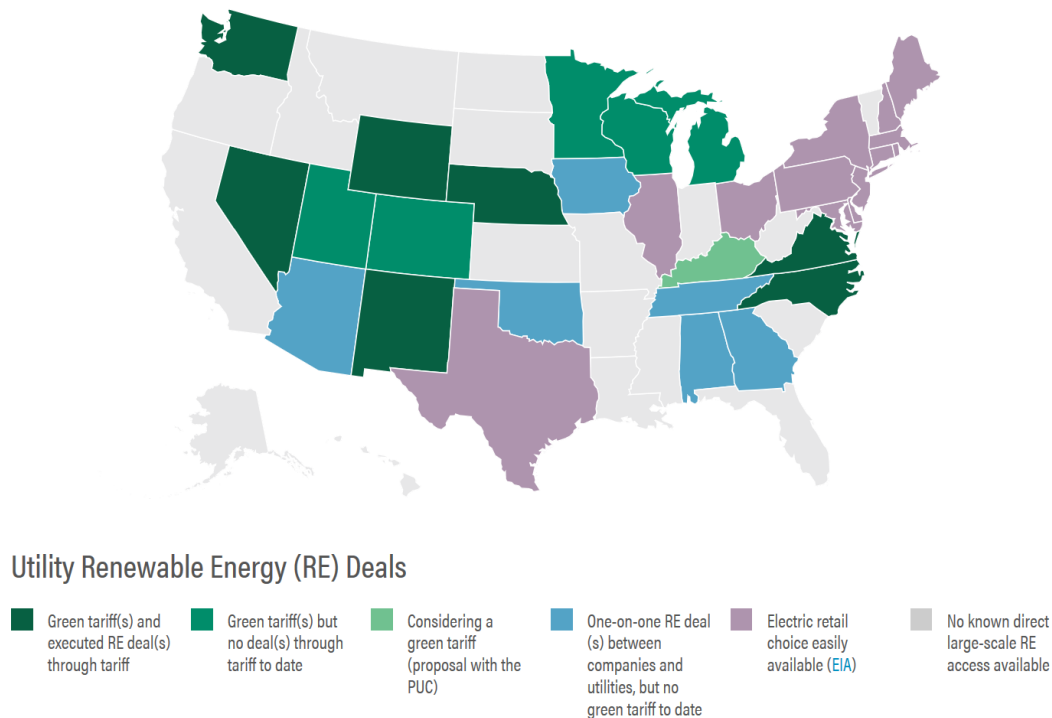 Utility Renewable Energy (RE) Deals
Green tariff(s) and
executed RE deal(s)
through tariff
Green tariff(s) but
no deal(s) through
tariff to date
Considering a
green tariff
(proposal with the
PUC)
One-on-one RE deal
(s) between
companies and
utilities, but no
green tariff to date
Electric retail
choice easily
available (EIA)
No known direct
large-scale RE
access available